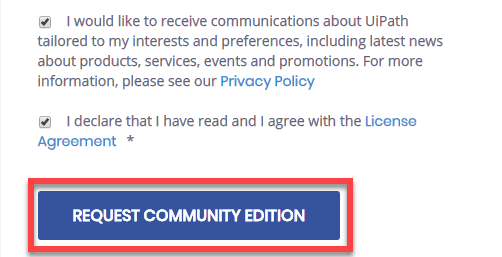 I would like to receive communications about UiPath
tailored to my interests and preferences, including latest news
about products, services, events and promotions. For more
information, please see our Privacy Policy
I declare that I have read and I agree with the License
Agreement *
REQUEST COMMUNITY EDITION